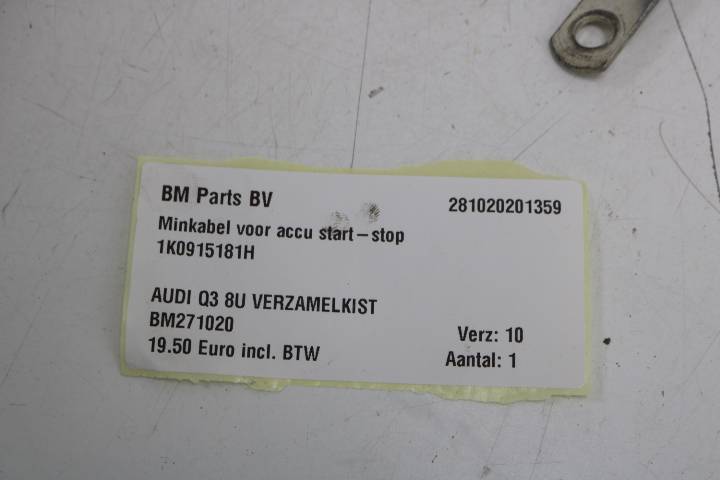 BM Parts BV 281020201359
Minkabel voor accu start-stop
1K0915181H
AUDI Q3 8U VERZAMELKIST
BM271020 Verz: 10
19.50 Euro incl. BTW Aantal: 1